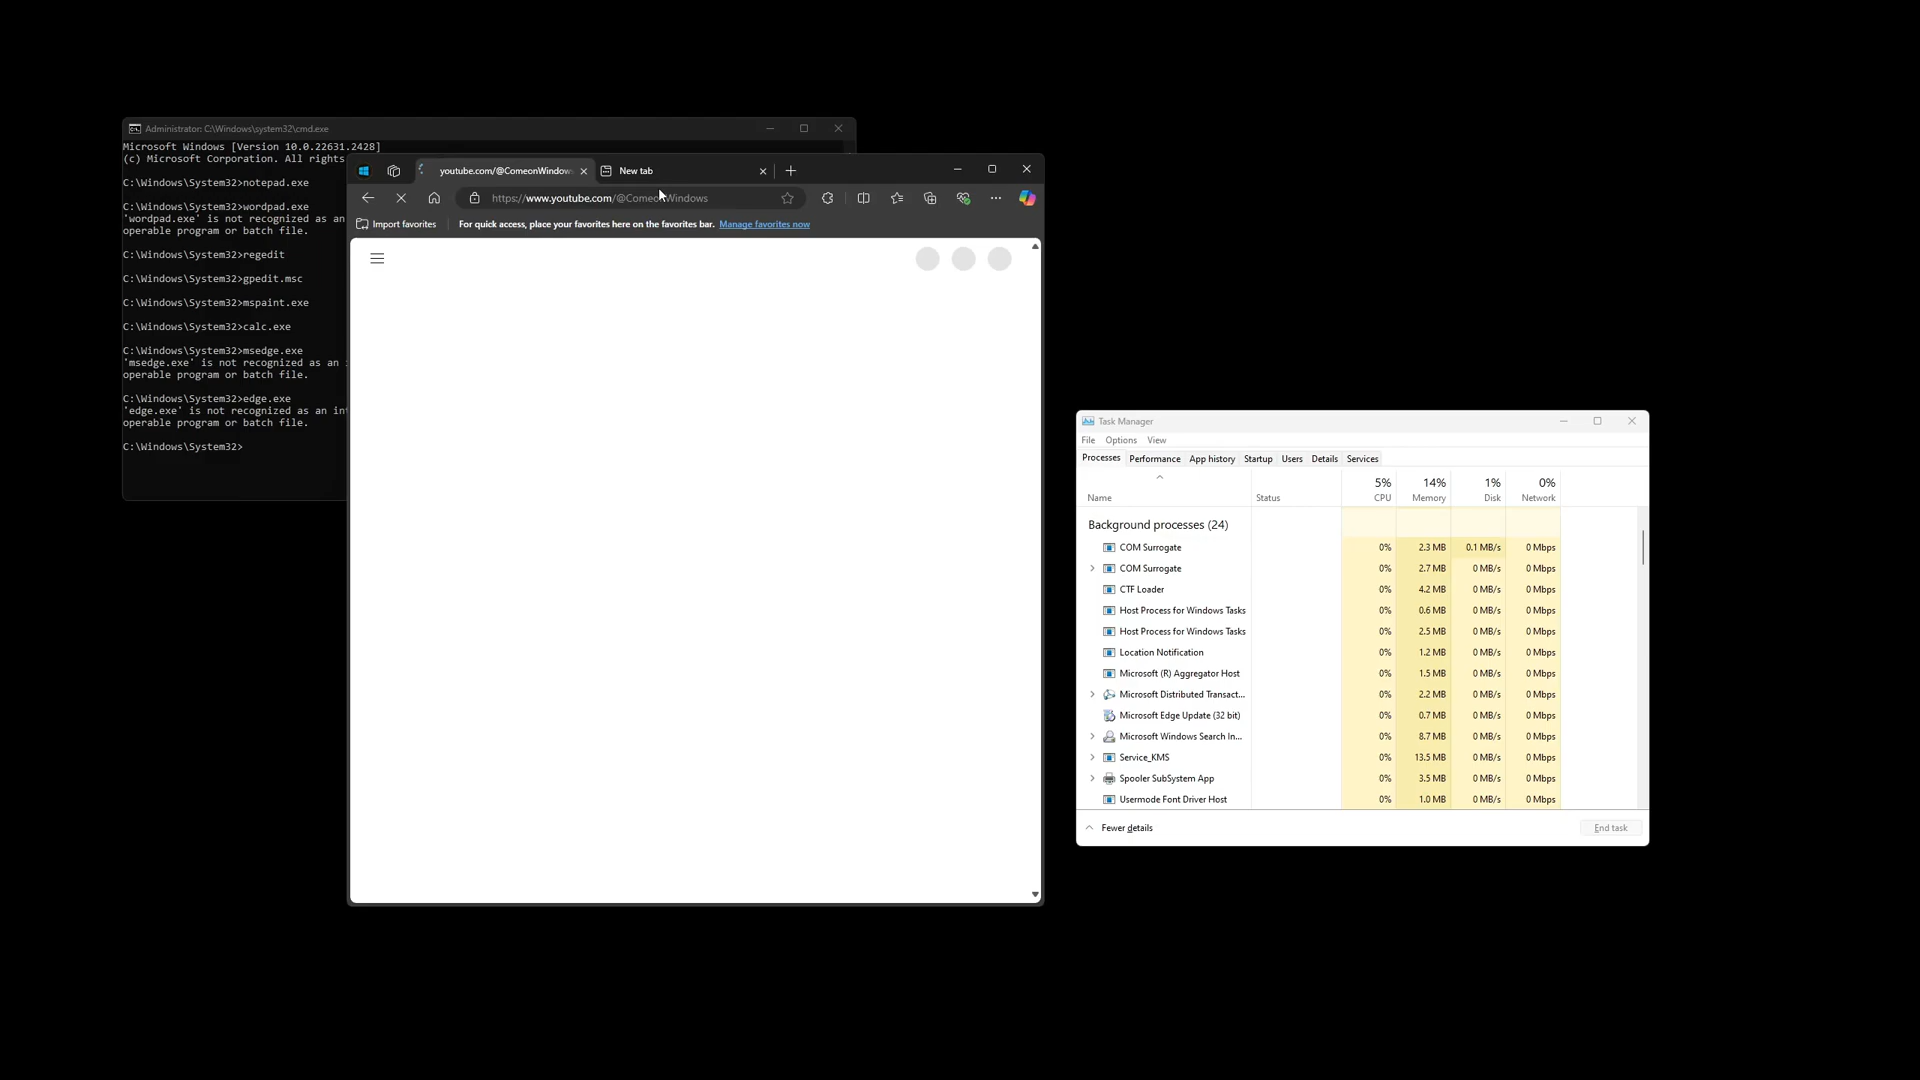 Administrator: C:\Windows\system32\cmd.exe
Microsoft Windows [Version 10.0.22631.2428]
(c) Microsoft Corporation. All rights
C:\Windows\System32>notepad.exe
C:\Windows\System32>wordpad.exe
'wordpad.exe' is not recognized as an
operable program or batch file.
C:\Windows\System32>regedit
C:\Windows\System32>gpedit.msc
C:\Windows\System32>mspaint.exe
C:\Windows\System32>calc.exe
C:\Windows\System32>msedge.exe
'msedge.exe' is not recognized as an
operable program or batch file.
C:\Windows\System32>edge.exe
'edge.exe' is not recognized as an
operable program or batch file.
C:\Windows\System32>
youtube.com/@ComeonWindows
New tab
https://www.youtube.com/@ComeonWindows
Import favorites
For quick access, place your favorites here on the favorites bar. Manage favorites now
Task Manager
File Options View
Processes Performance App history Startup Users Details Services
5% 14% 1% 0%
Name Status CPU Memory Disk Network
Background processes (24)
COM Surrogate 0% 2.3 MB 0.1 MB/s 0 Mbps
COM Surrogate 0% 2.7 MB 0 MB/s 0 Mbps
CTF Loader 0% 4.2 MB 0 MB/s 0 Mbps
Host Process for Windows Tasks 0% 0.6 MB 0 MB/s 0 Mbps
Host Process for Windows Tasks 0% 2.5 MB 0 MB/s 0 Mbps
Location Notification 0% 1.2 MB 0 MB/s 0 Mbps
Microsoft (R) Aggregator Host 0% 1.5 MB 0 MB/s 0 Mbps
Microsoft Distributed Transact... 0% 2.2 MB 0 MB/s 0 Mbps
Microsoft Edge Update (32 bit) 0% 0.7 MB 0 MB/s 0 Mbps
Microsoft Windows Search In... 0% 8.7 MB 0 MB/s 0 Mbps
Service_KMS 0% 13.5 MB 0 MB/s 0 Mbps
Spooler SubSystem App 0% 3.5 MB 0 MB/s 0 Mbps
Usermode Font Driver Host 0% 1.0 MB 0 MB/s 0 Mbps
Fewer details
End task